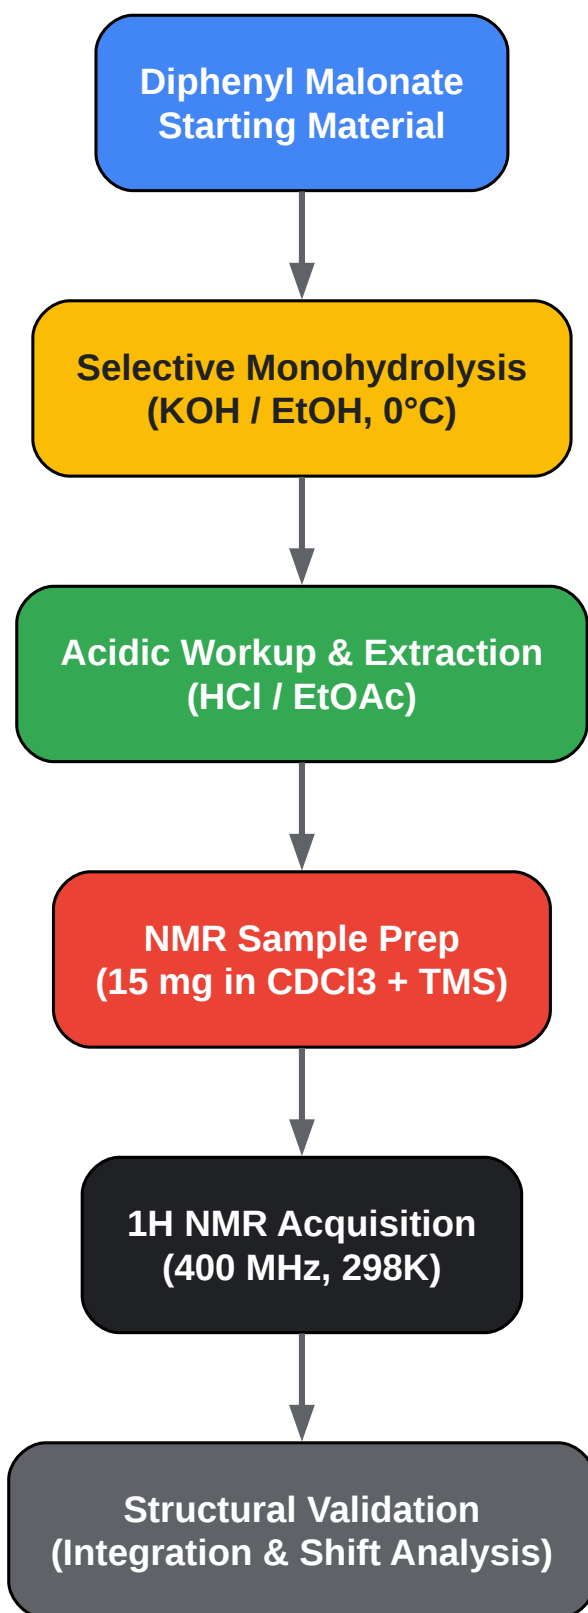 Diphenyl Malonate
Starting Material
Selective Monohydrolysis
(KOH / EtOH, 0°C)
Acidic Workup & Extraction
(HCl / EtOAc)
NMR Sample Prep
(15 mg in CDCl3 + TMS)
1H NMR Acquisition
(400 MHz, 298K)
Structural Validation
(Integration & Shift Analysis)